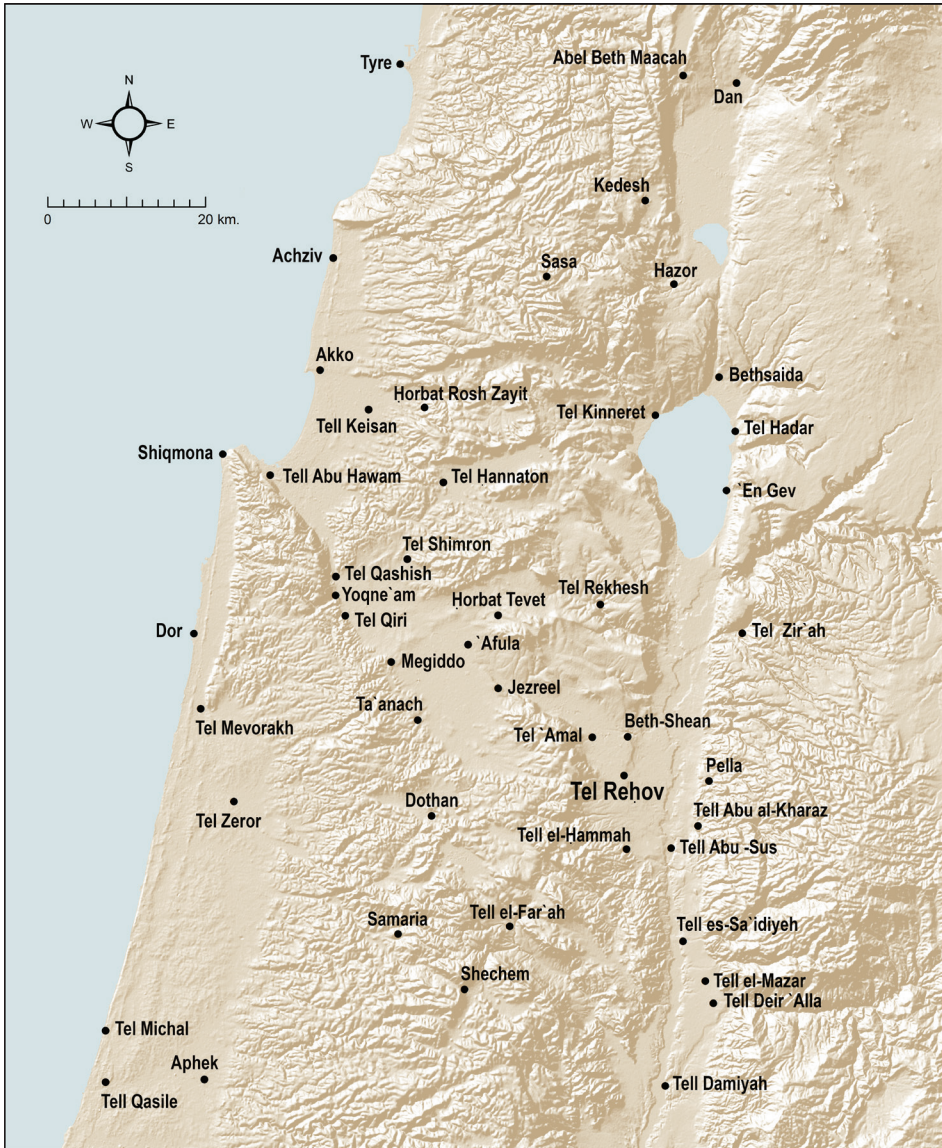 Tyre
Abel Beth Maacah
Dan
N
W
E
S
Kedesh
0
20 km.
Achziv
Sasa
Hazor
Akko
Bethsaida
Ḥorbat Rosh Zayit
Tell Keisan
Tel Kinneret
Tel Hadar
Shiqmona
Tell Abu Hawam
Tel Hannaton
`En Gev
Tel Shimron
Tel Qashish
Yoqne`am
Tel Qiri
Ḥorbat Tevet
Tel Rekhesh
Dor
Tel Zir`ah
`Afula
Megiddo
Jezreel
Ta`anach
Tel Mevorakh
Tel `Amal
Beth-Shean
Pella
Tel Rehov
Tel Zeror
Dothan
Tell Abu al-Kharaz
Tell el-Hammah
Tell Abu -Sus
Samaria
Tell el-Far`ah
Tell es-Sa`idiyeh
Shechem
Tell el-Mazar
Tell Deir `Alla
Tel Michal
Aphek
Tell Qasile
Tell Damiyah